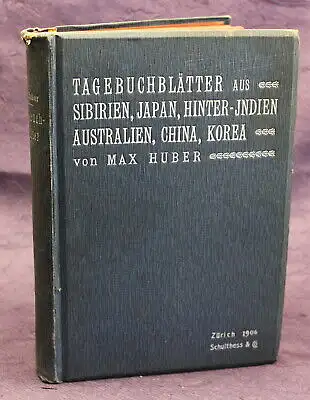 TAGEBUCHBLÄTTER AUS
SIBIRIEN, JAPAN, HINTER-JNDIEN
AUSTRALIEN, CHINA, KOREA
von MAX HUBER
Zürich 1906
Schulthess & Co